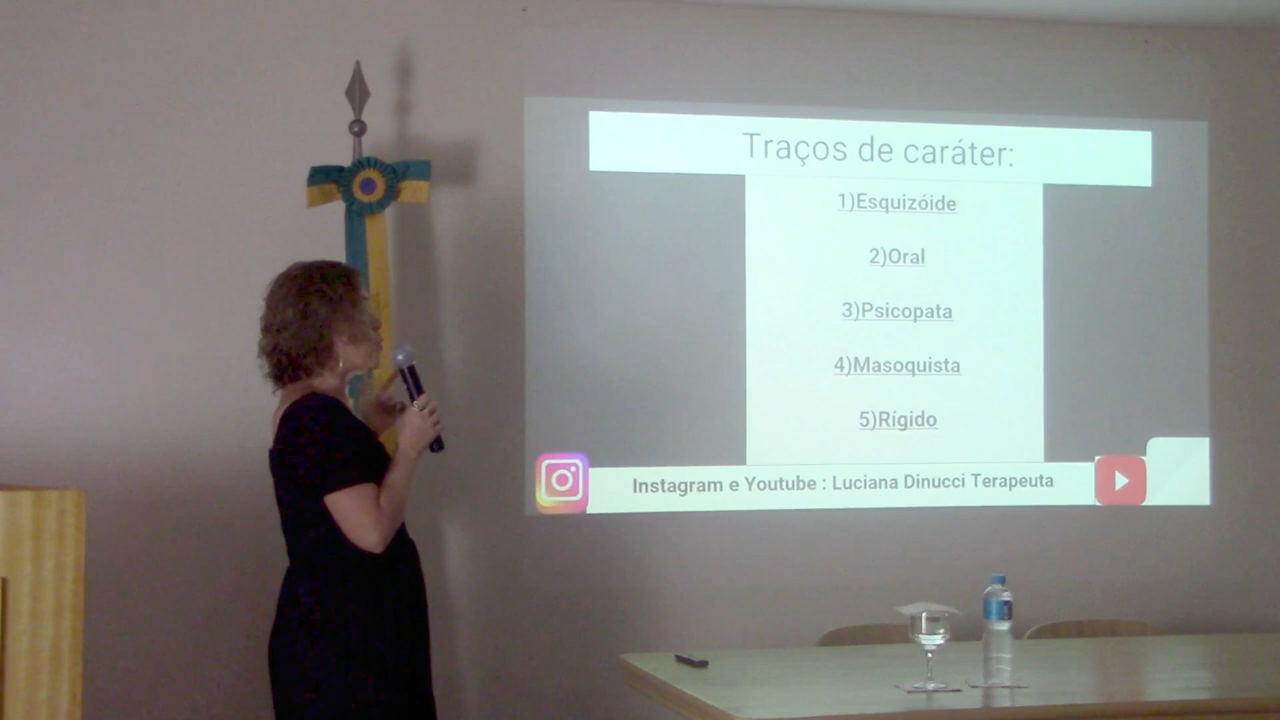 Traços de caráter:
1)Esquizóide
2)Oral
3)Psicopata
4)Masoquista
5)Rígido
Instagram e Youtube : Luciana Dinucci Terapeuta